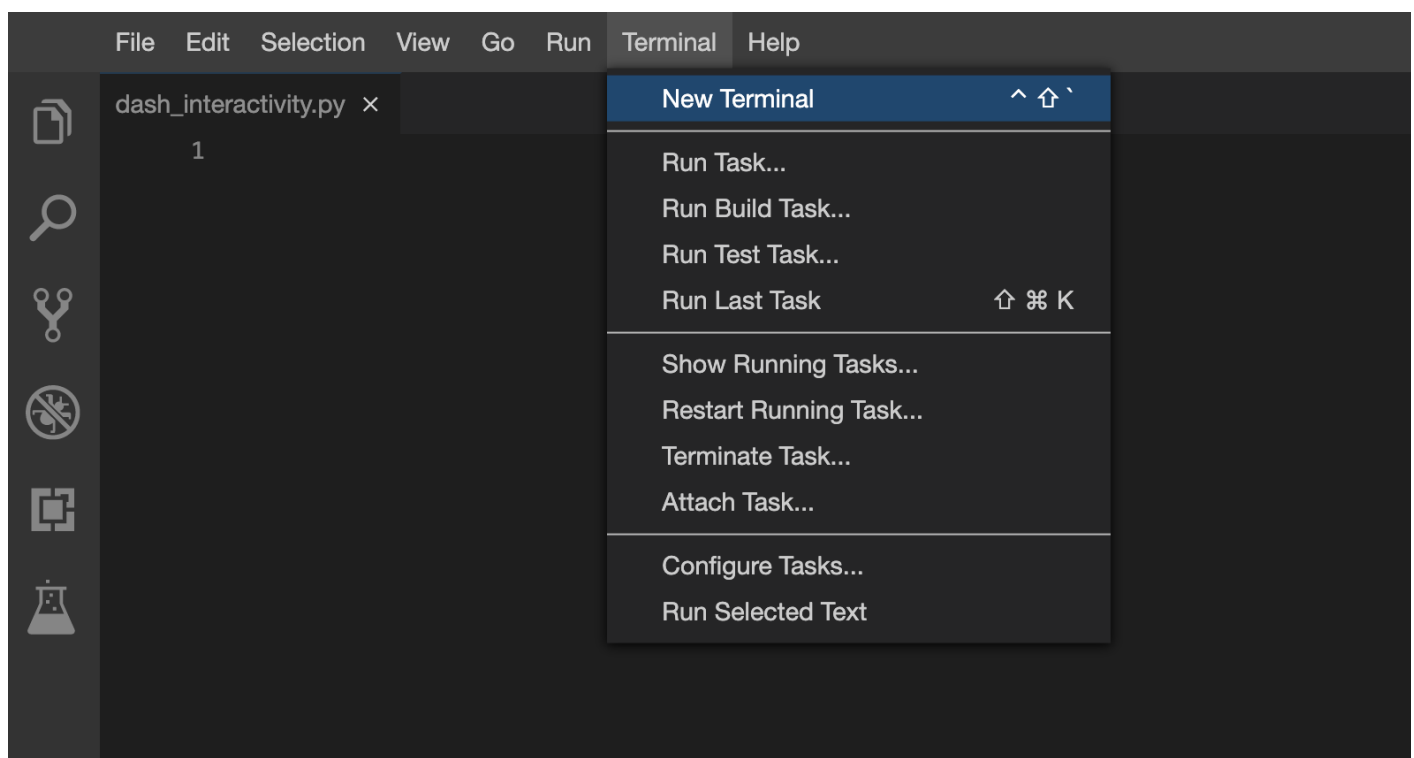 File Edit Selection View Go Run Terminal Help
dash_interactivity.py ×
1
New Terminal ^ ⇧ `
Run Task...
Run Build Task...
Run Test Task...
Run Last Task ⇧ ⌘ K
Show Running Tasks...
Restart Running Task...
Terminate Task...
Attach Task...
Configure Tasks...
Run Selected Text